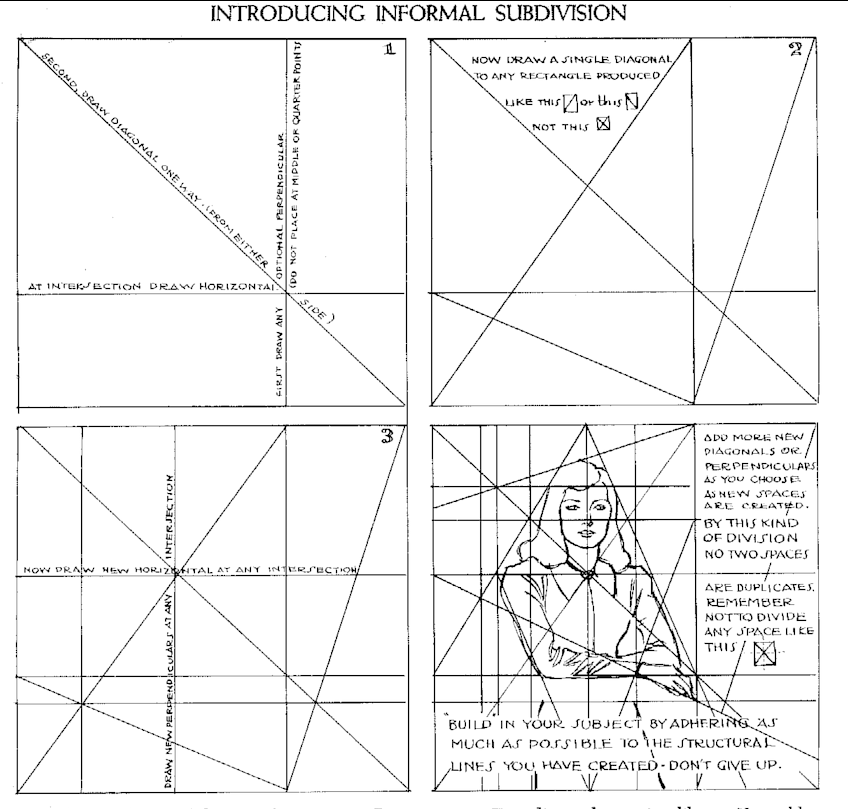 INTRODUCING INFORMAL SUBDIVISION
1
SECOND, DRAW DIAGONAL ONE WAY. (FROM EITHER
SIDE)
FIRST DRAW ANY
OPTIONAL PERPENDICULAR
(DO NOT PLACE AT MIDDLE OR QUARTER POINTS
AT INTERSECTION DRAW HORIZONTAL
2
NOW DRAW A SINGLE DIAGONAL
TO ANY RECTANGLE PRODUCED
LIKE THIS or this
NOT THIS
3
NOW DRAW NEW HORIZONTAL AT ANY INTERSECTION
DRAW NEW PERPENDICULARS AT ANY INTERSECTION
ADD MORE NEW
DIAGONALS OR
PERPENDICULARS
AS YOU CHOOSE
AS NEW SPACES
ARE CREATED.
BY THIS KIND
OF DIVISION
NO TWO SPACES
ARE DUPLICATES.
REMEMBER
NOT TO DIVIDE
ANY SPACE LIKE
THIS
"BUILD" IN YOUR SUBJECT BY ADHERING AS
MUCH AS POSSIBLE TO THE STRUCTURAL
LINES YOU HAVE CREATED - DON'T GIVE UP.